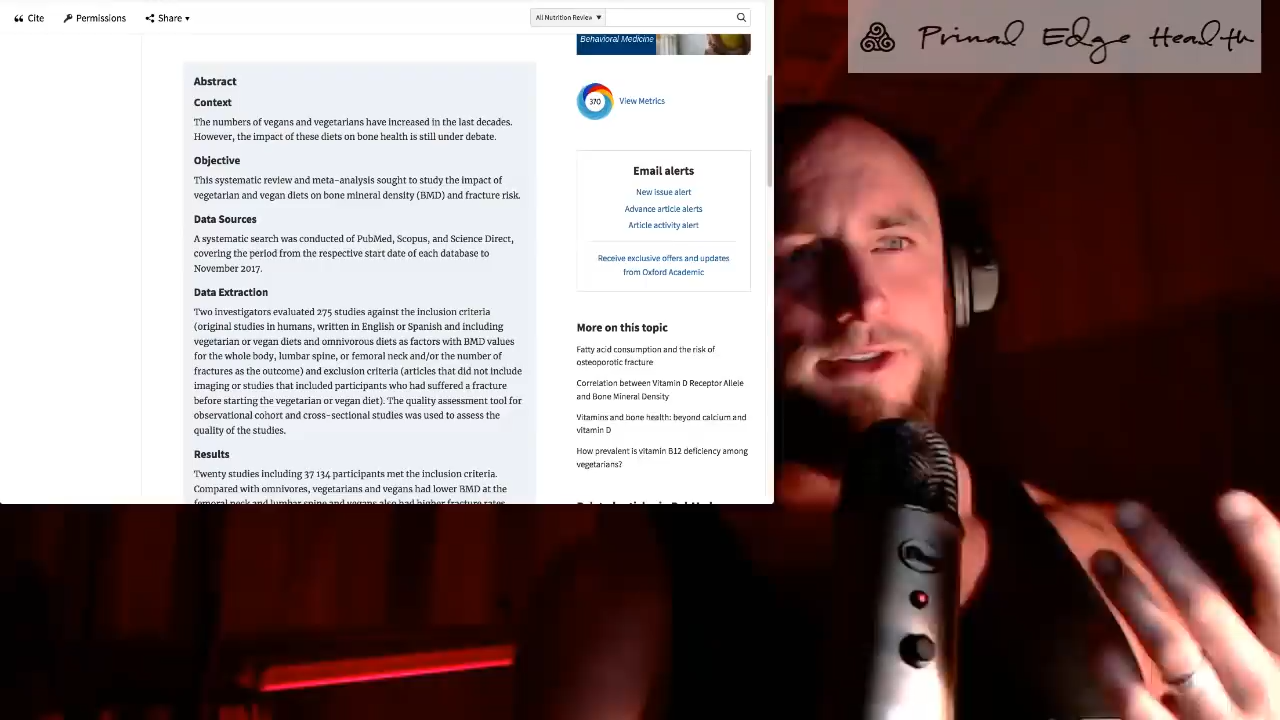 Cite
Permissions
Share
All Nutrition Review
Primal Edge Health
Behavioral Medicine
Abstract
Context
The numbers of vegans and vegetarians have increased in the last decades.
However, the impact of these diets on bone health is still under debate.
Objective
This systematic review and meta-analysis sought to study the impact of
vegetarian and vegan diets on bone mineral density (BMD) and fracture risk.
Data Sources
A systematic search was conducted of PubMed, Scopus, and Science Direct,
covering the period from the respective start date of each database to
November 2017.
Data Extraction
Two investigators evaluated 275 studies against the inclusion criteria
(original studies in humans, written in English or Spanish and including
vegetarian or vegan diets and omnivorous diets as factors with BMD values
for the whole body, lumbar spine, or femoral neck and/or the number of
fractures as the outcome) and exclusion criteria (articles that did not include
imaging or studies that included participants who had suffered a fracture
before starting the vegetarian or vegan diet). The quality assessment tool for
observational cohort and cross-sectional studies was used to assess the
quality of the studies.
Results
Twenty studies including 37 134 participants met the inclusion criteria.
Compared with omnivores, vegetarians and vegans had lower BMD at the
femoral neck and lumbar spine and vegans also had higher fracture rates
370
View Metrics
Email alerts
New issue alert
Advance article alerts
Article activity alert
Receive exclusive offers and updates
from Oxford Academic
More on this topic
Fatty acid consumption and the risk of
osteoporotic fracture
Correlation between Vitamin D Receptor Allele
and Bone Mineral Density
Vitamins and bone health: beyond calcium and
vitamin D
How prevalent is vitamin B12 deficiency among
vegetarians?